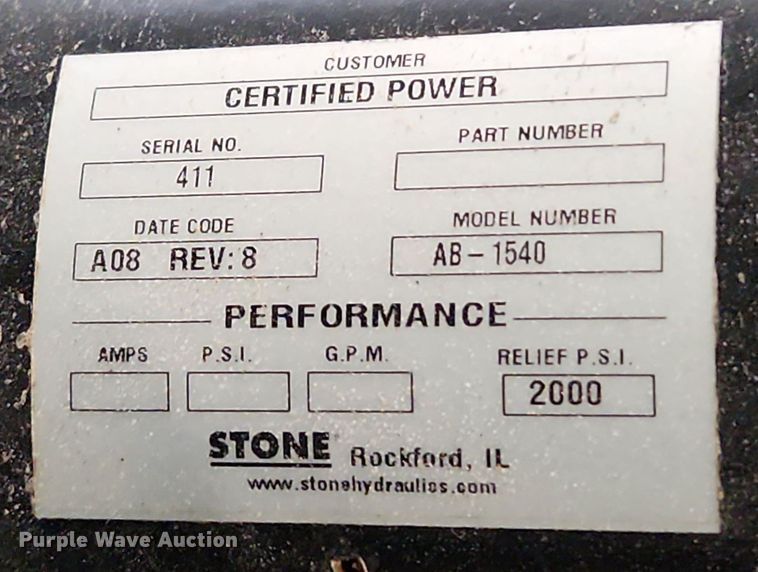 CUSTOMER
CERTIFIED POWER
SERIAL NO. PART NUMBER
411
DATE CODE MODEL NUMBER
A08 REV: 8 AB-1540
PERFORMANCE
AMPS P.S.I. G.P.M. RELIEF P.S.I.
2000
STONE Rockford, IL
www.stonehydraulics.com
Purple Wave Auction